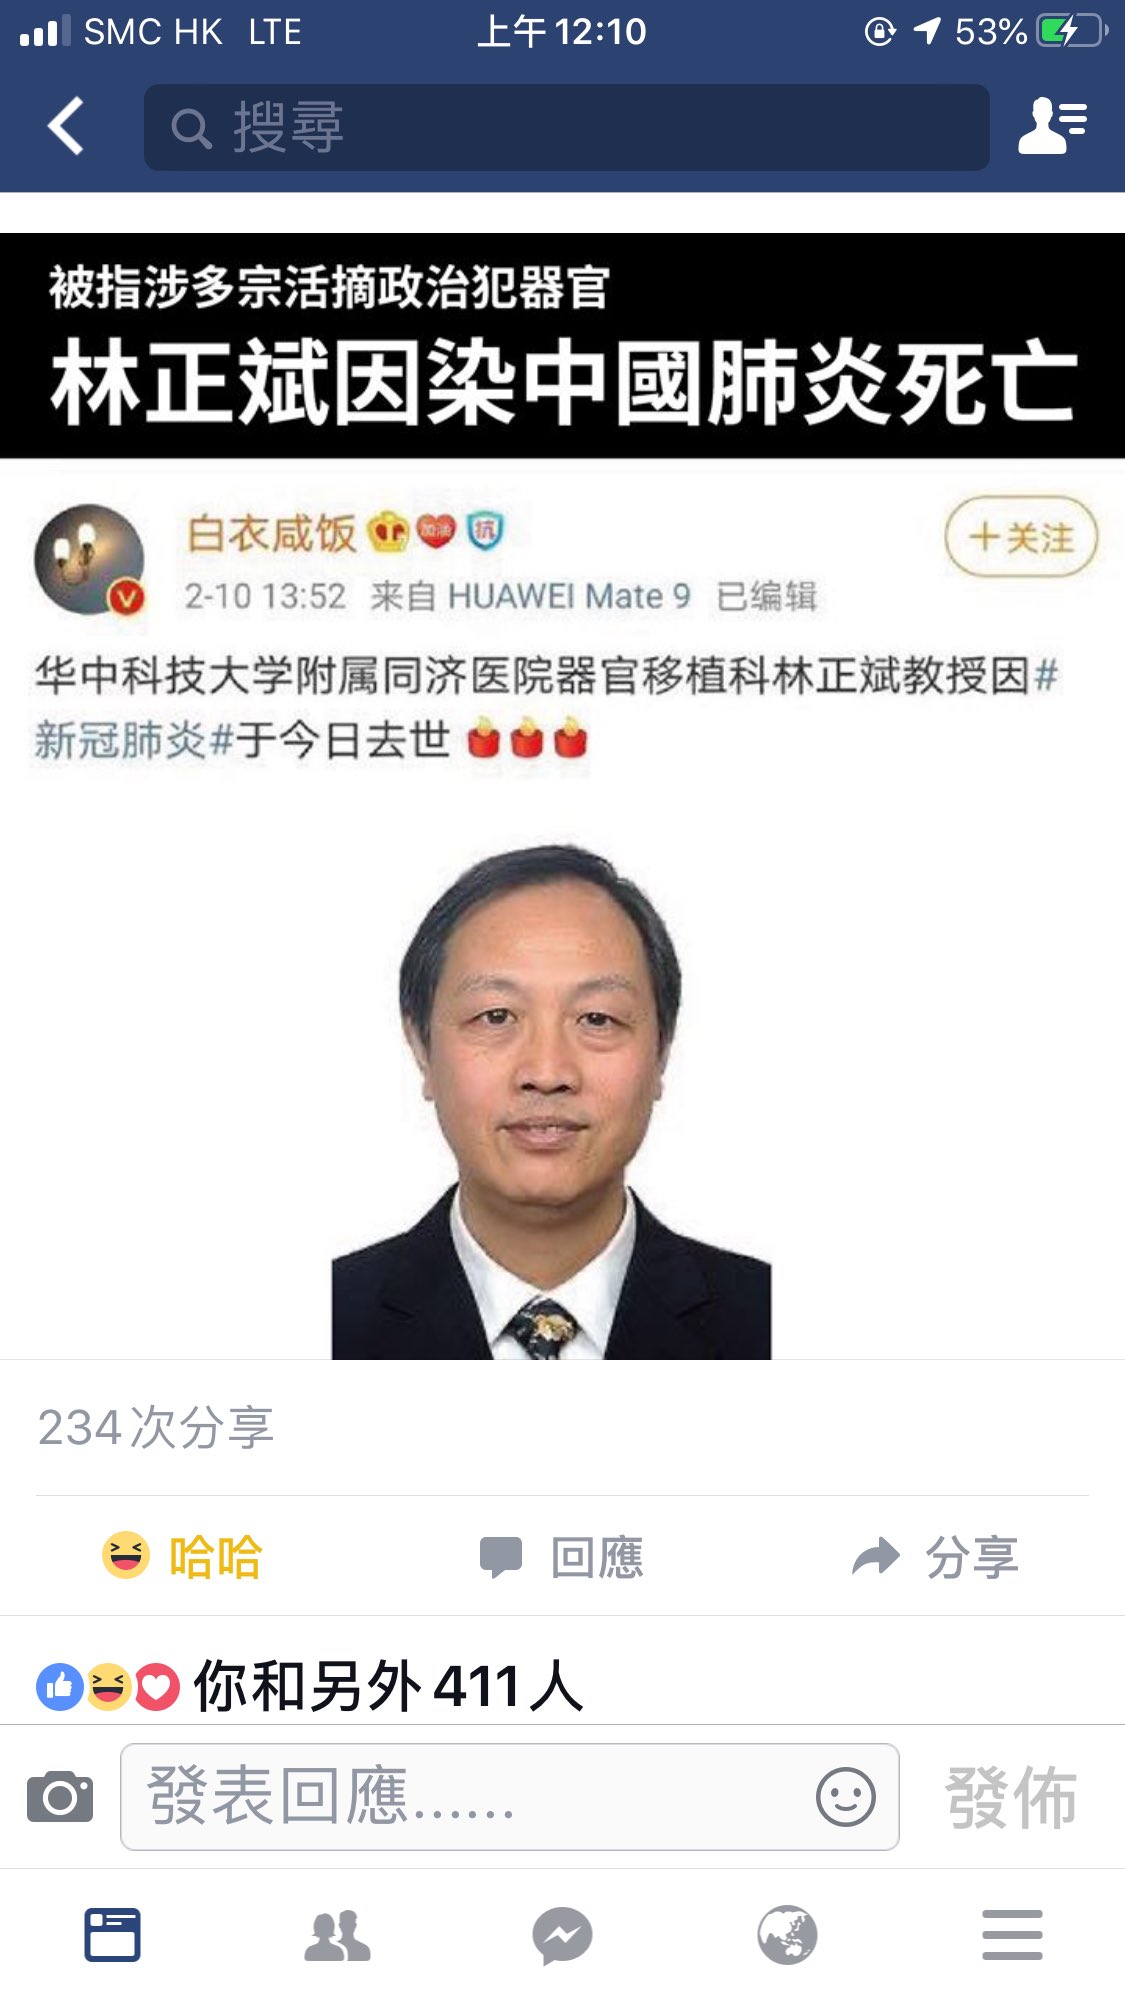 SMC HK LTE 上午12:10 53%
搜尋
被指涉多宗活摘政治犯器官
林正斌因染中國肺炎死亡
白衣咸饭 加油 抗
十关注
2-10 13:52 来自 HUAWEI Mate 9 已编辑
华中科技大学附属同济医院器官移植科林正斌教授因#
新冠肺炎#于今日去世
234次分享
哈哈 回應 分享
你和另外411人
發表回應...... 發佈